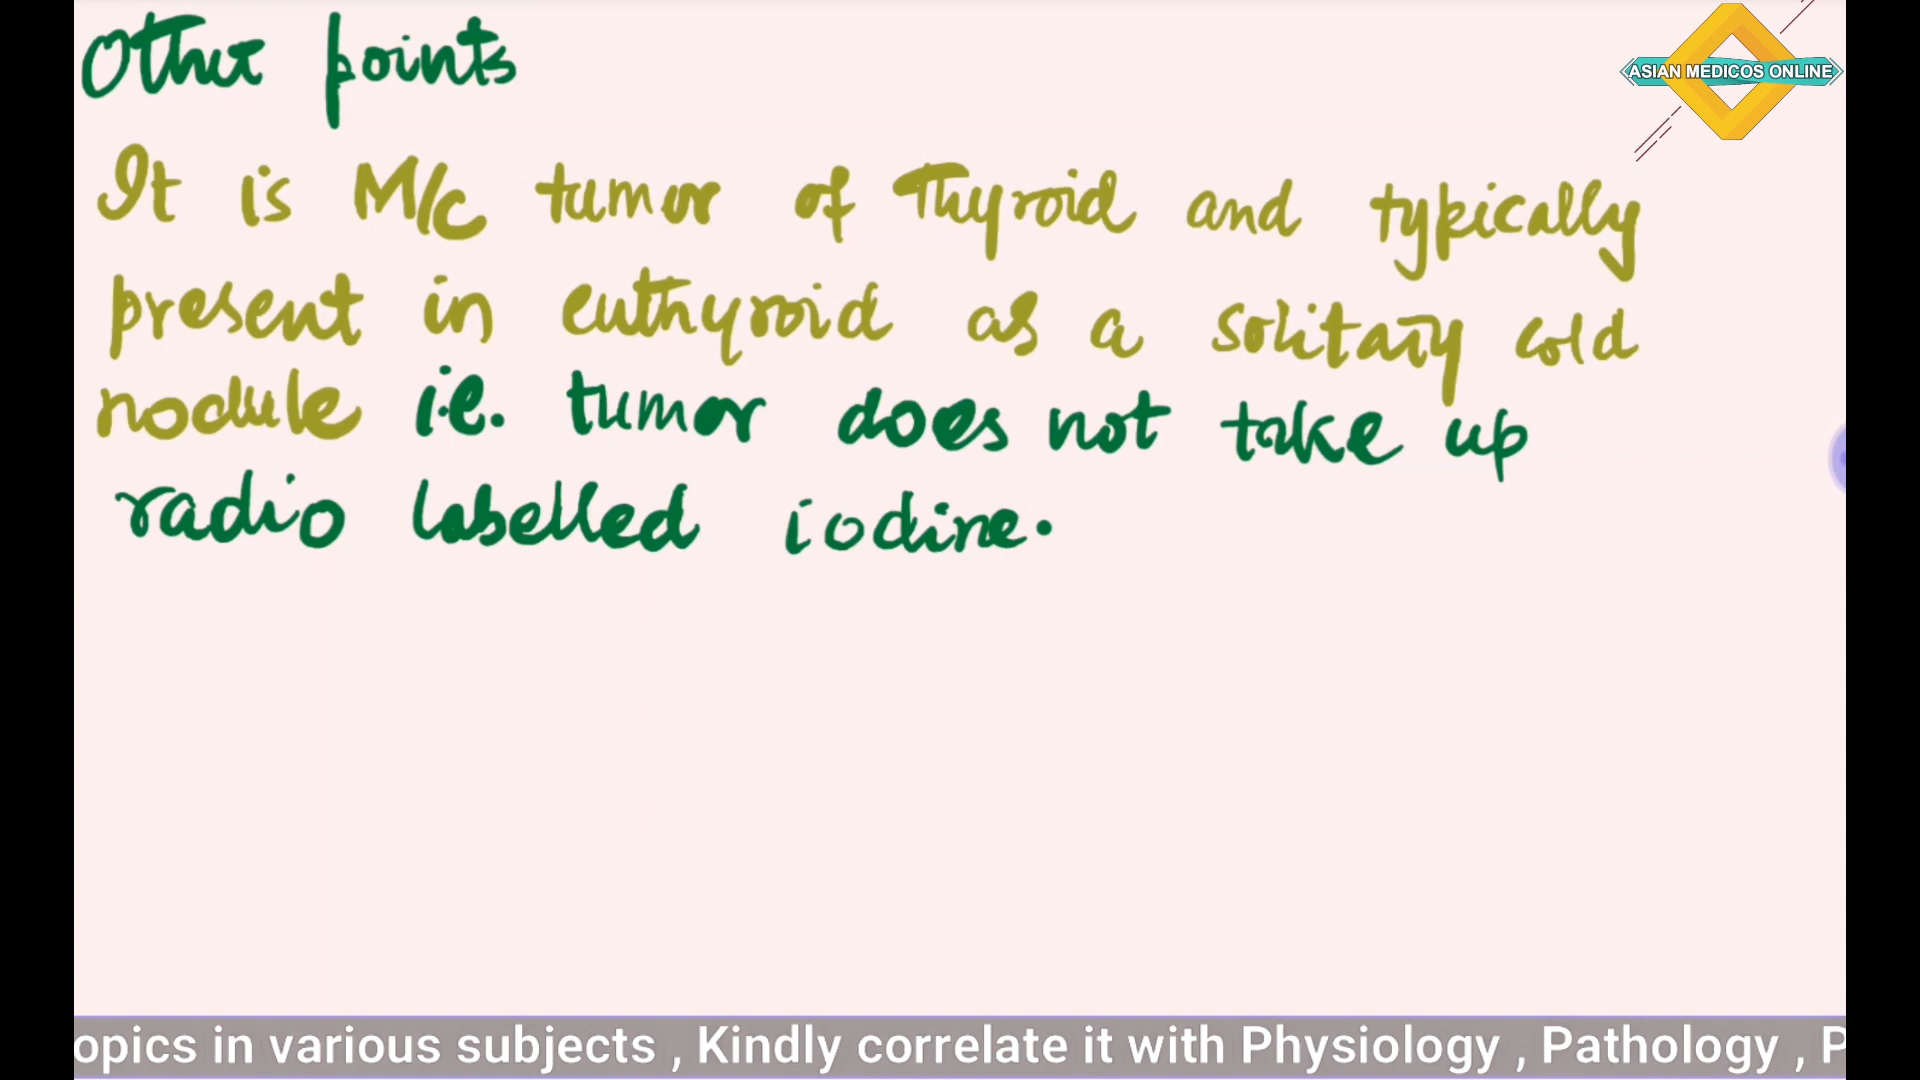 Other points
ASIAN MEDICOS ONLINE
It is M/c tumor of Thyroid and typically
present in euthyroid as a solitary cold
nodule i.e. tumor does not take up
radio labelled iodine.
opics in various subjects , Kindly correlate it with Physiology , Pathology , P